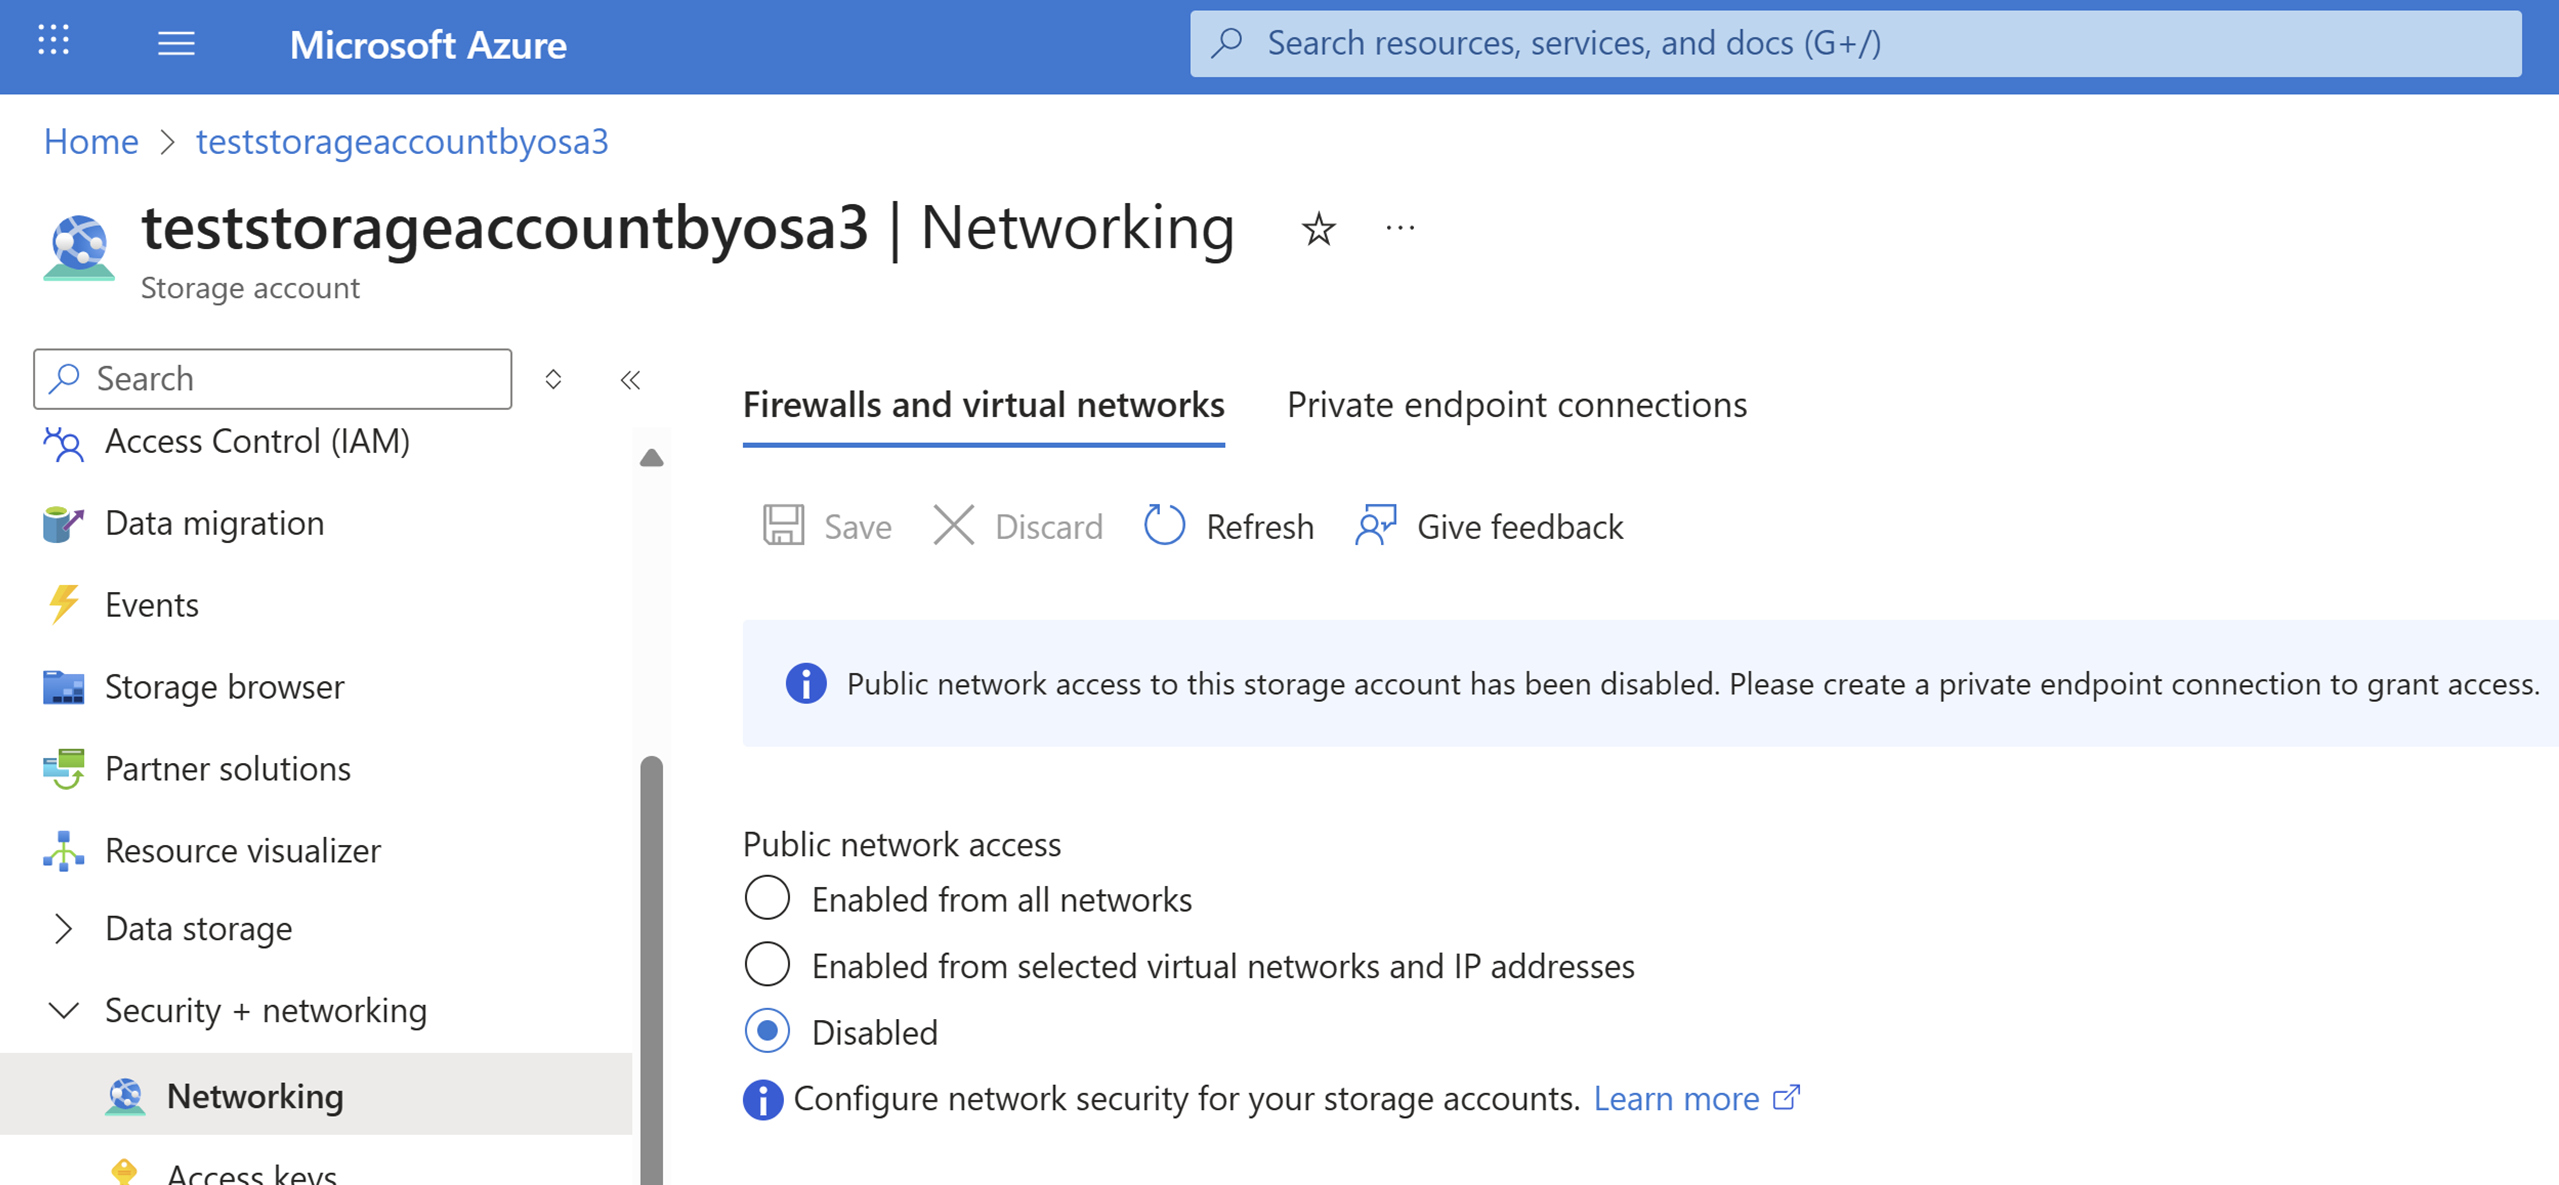 Microsoft Azure
Search resources, services, and docs (G+/)
Home > teststorageaccountbyosa3
teststorageaccountbyosa3 | Networking
Storage account
Search
Access Control (IAM)
Data migration
Events
Storage browser
Partner solutions
Resource visualizer
Data storage
Security + networking
Networking
Access keys
Firewalls and virtual networks
Private endpoint connections
Save
Discard
Refresh
Give feedback
Public network access to this storage account has been disabled. Please create a private endpoint connection to grant access.
Public network access
Enabled from all networks
Enabled from selected virtual networks and IP addresses
Disabled
Configure network security for your storage accounts. Learn more